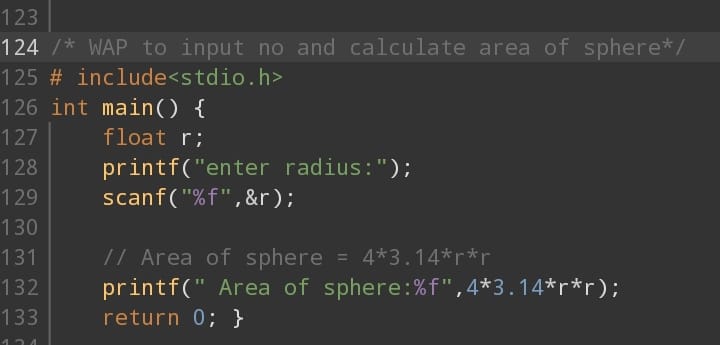 123
124 /* WAP to input no and calculate area of sphere*/
125 # include<stdio.h>
126 int main() {
127     float r;
128     printf("enter radius:");
129     scanf("%f",&r);
130
131     // Area of sphere = 4*3.14*r*r
132     printf(" Area of sphere:%f",4*3.14*r*r);
133     return 0; }